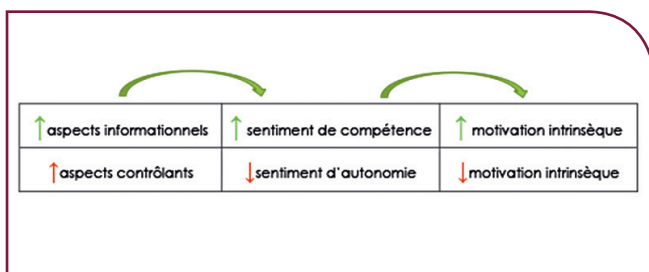 ↑ aspects informationnels ↑ sentiment de compétence ↑ motivation intrinsèque
↑ aspects contrôlants ↓ sentiment d'autonomie ↓ motivation intrinsèque